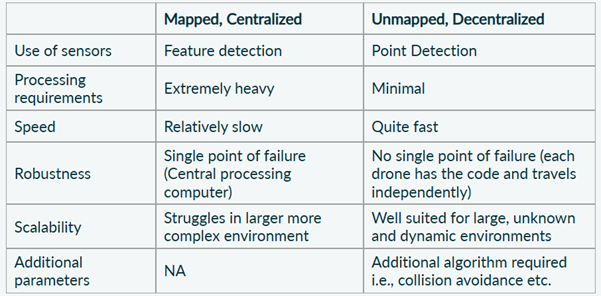 Mapped, Centralized
Unmapped, Decentralized
Use of sensors
Feature detection
Point Detection
Processing
requirements
Extremely heavy
Minimal
Speed
Relatively slow
Quite fast
Robustness
Single point of failure
(Central processing
computer)
No single point of failure (each
drone has the code and travels
independently)
Scalability
Struggles in larger more
complex environment
Well suited for large, unknown
and dynamic environments
Additional
parameters
NA
Additional algorithm required
i.e., collision avoidance etc.